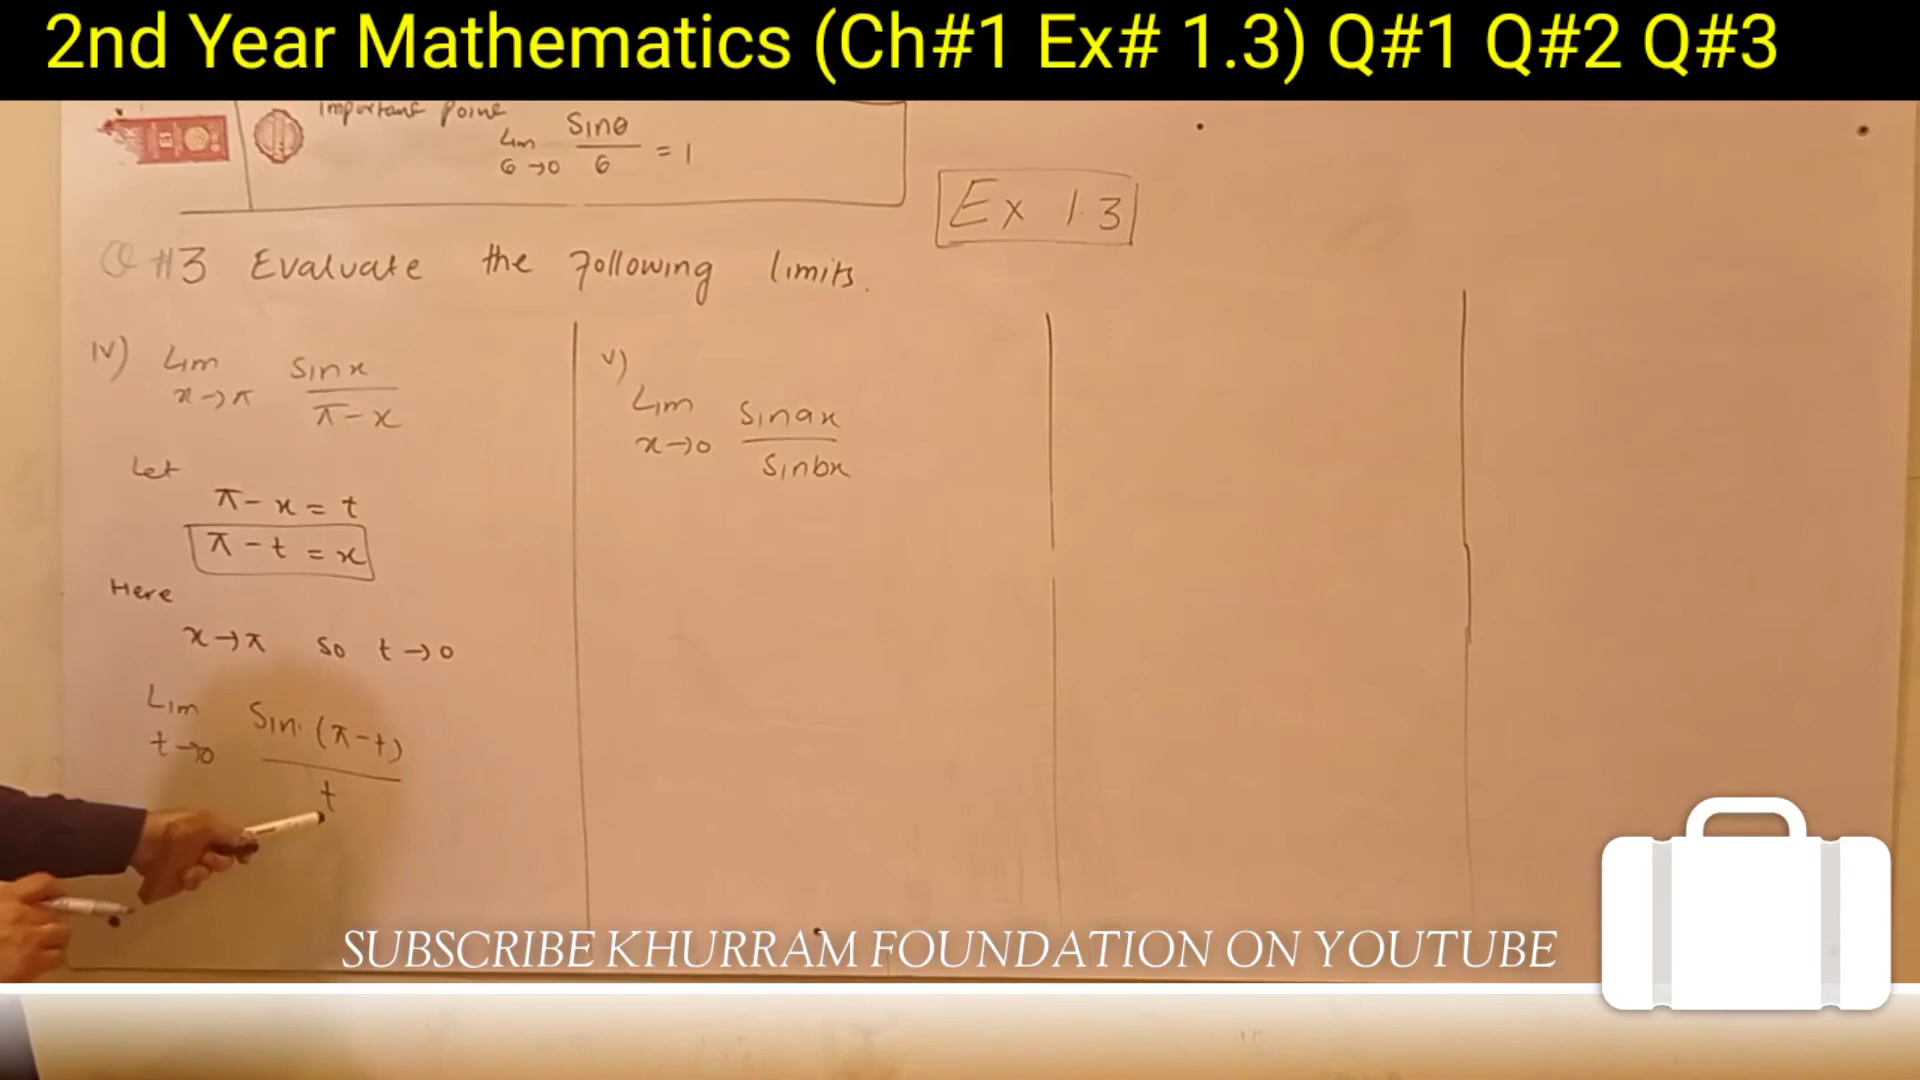 2nd Year Mathematics (Ch#1 Ex# 1.3) Q#1 Q#2 Q#3
Important Point
Lim Sinθ
θ→0 θ = 1
Ex 1.3
Q#3 Evaluate the following limits.
iv) Lim Sinx
x→π π-x
Let
π-x = t
π-t = x
Here
x→π so t→0
Lim Sin (π-t)
t→0 t
v)
Lim Sinax
x→0 Sinbx
SUBSCRIBE KHURRAM FOUNDATION ON YOUTUBE